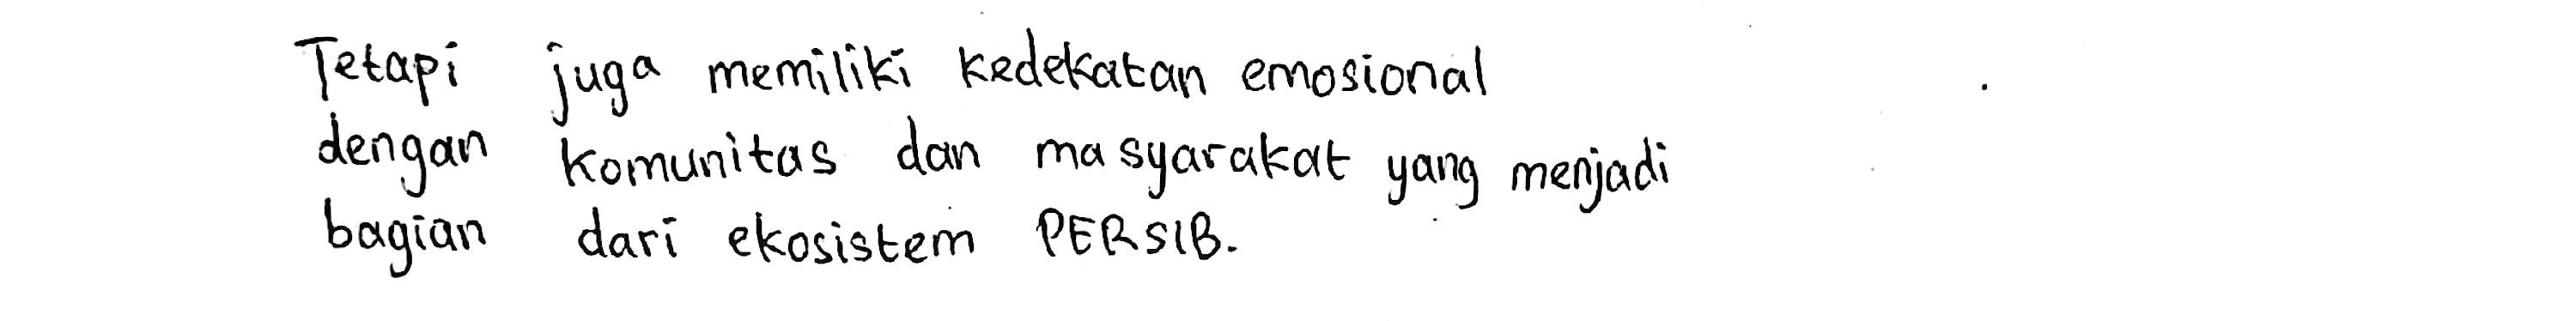 Tetapi juga memiliki kedekatan emosional
dengan komunitas dan masyarakat yang menjadi
bagian dari ekosistem PERSIB.